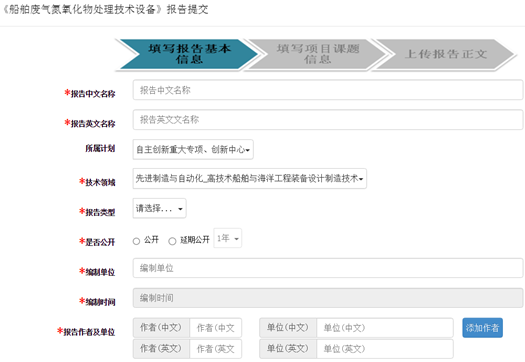 《船舶废气氮氧化物处理技术设备》报告提交
填写报告基本信息 填写项目课题信息 上传报告正文
*报告中文名称 报告中文名称
*报告英文名称 报告英文文名称
所属计划 自主创新重大专项、创新中心
*技术领域 先进制造与自动化_高技术船舶与海洋工程装备设计制造技术
*报告类型 请选择...
*是否公开 公开 延期公开 1年
*编制单位 编制单位
*编制时间 编制时间
*报告作者及单位 作者(中文) 作者(中文 单位(中文) 单位(中文) 添加作者
作者(英文) 作者(英文 单位(英文) 单位(英文)